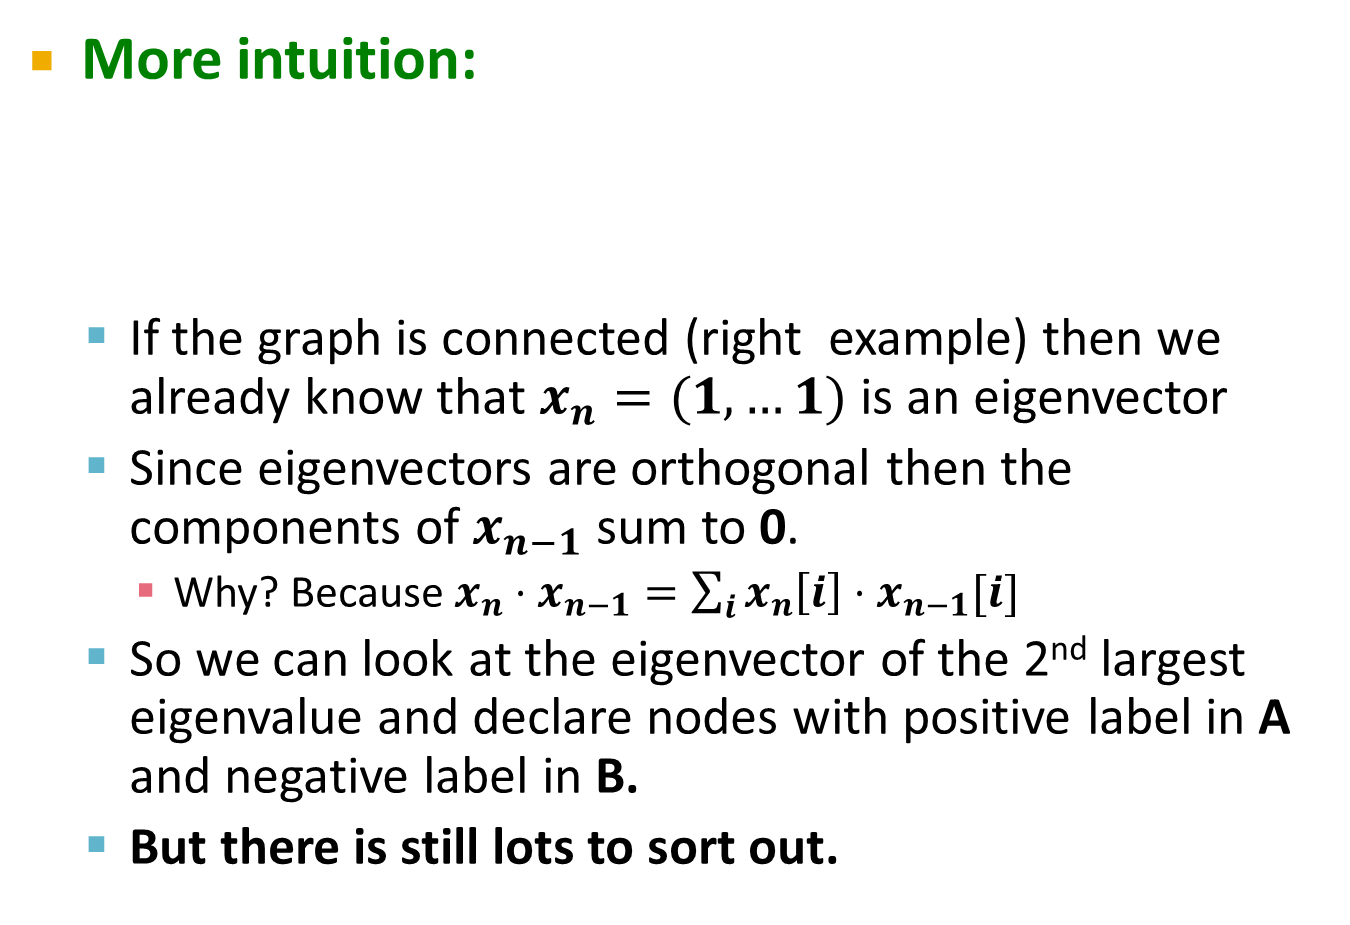 More intuition:
If the graph is connected (right example) then we
already know that xₙ = (1, … 1) is an eigenvector
Since eigenvectors are orthogonal then the
components of xₙ₋₁ sum to 0.
Why? Because xₙ · xₙ₋₁ = ∑ᵢ xₙ[i] · xₙ₋₁[i]
So we can look at the eigenvector of the 2ⁿᵈ largest
eigenvalue and declare nodes with positive label in A
and negative label in B.
But there is still lots to sort out.